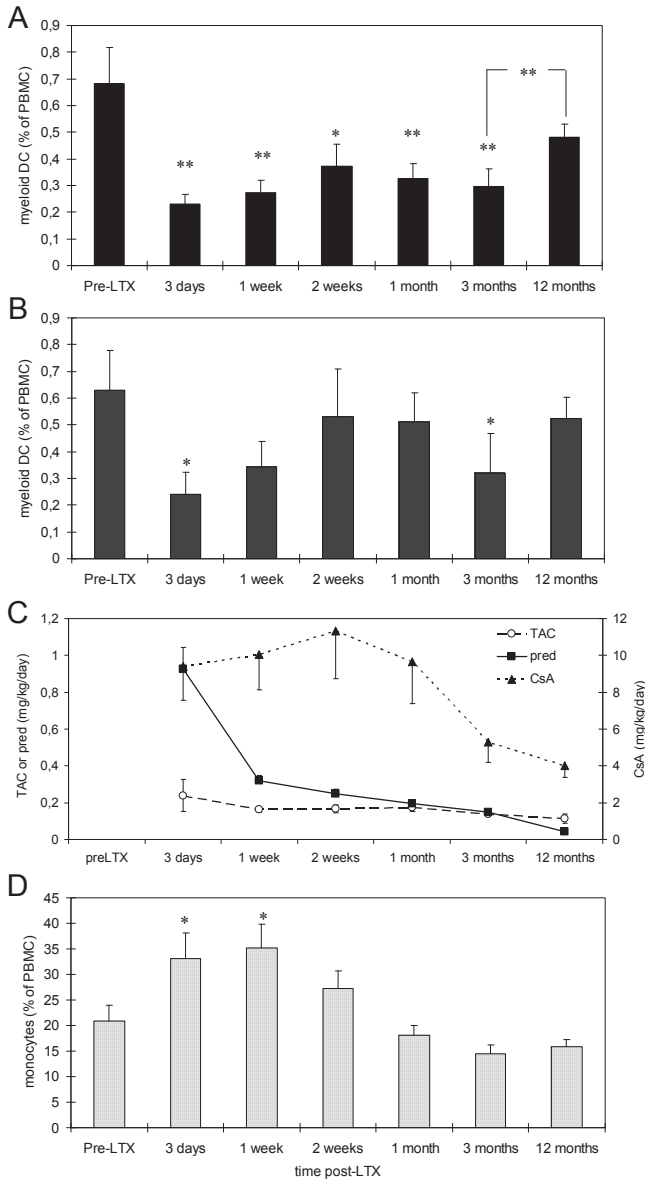 A
myeloid DC (% of PBMC)
0,9
0,8
0,7
0,6
0,5
0,4
0,3
0,2
0,1
0
** ** * ** ** **
Pre-LTX 3 days 1 week 2 weeks 1 month 3 months 12 months
B
myeloid DC (% of PBMC)
0,9
0,8
0,7
0,6
0,5
0,4
0,3
0,2
0,1
0
* *
Pre-LTX 3 days 1 week 2 weeks 1 month 3 months 12 months
C
TAC or pred (mg/kg/day)
1,2
1
0,8
0,6
0,4
0,2
0
TAC
pred
CsA
12
10
8
6
4
2
0
CsA (mg/kg/day)
preLTX 3 days 1 week 2 weeks 1 month 3 months 12 months
D
monocytes (% of PBMC)
45
40
35
30
25
20
15
10
5
0
* *
Pre-LTX 3 days 1 week 2 weeks 1 month 3 months 12 months
time post-LTX